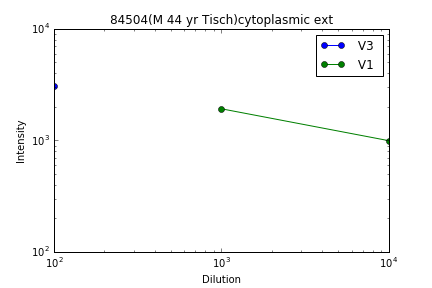 84504(M 44 yr Tisch)cytoplasmic ext
10^4
V3
V1
10^3
Intensity
10^2
10^2 10^3 10^4
Dilution